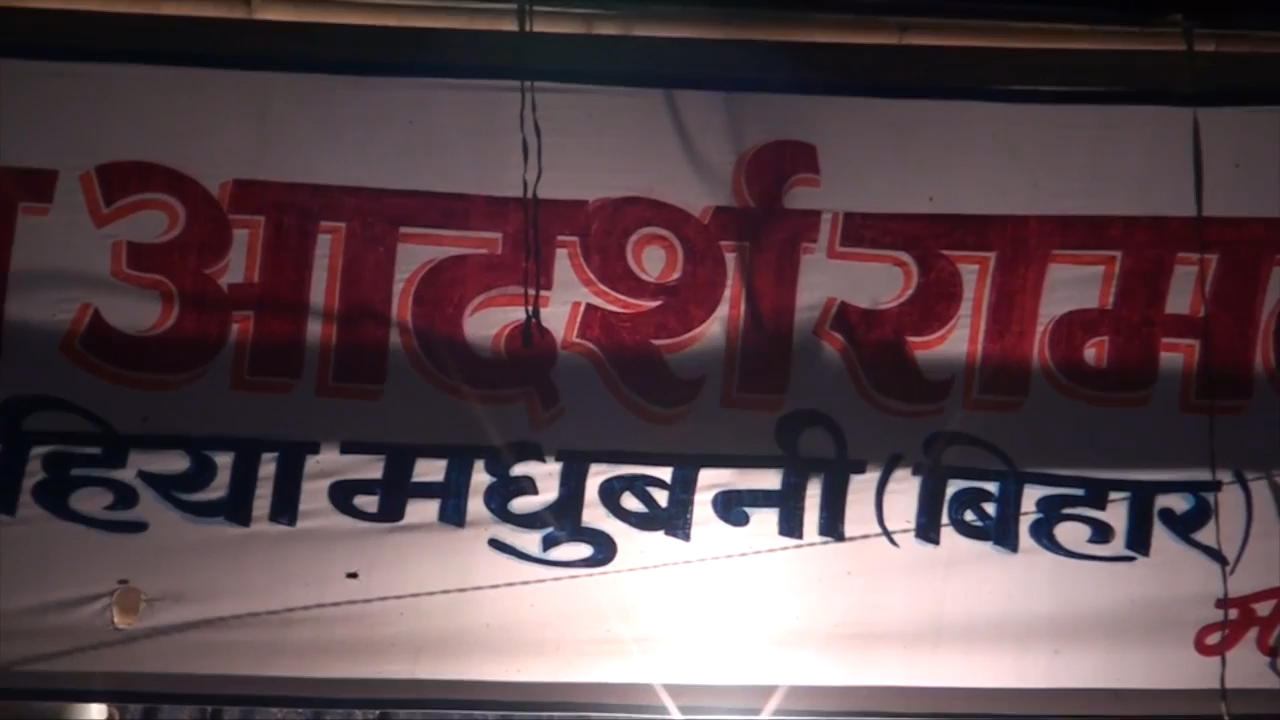 आदर्श राम
हिया मधुबनी (बिहार)